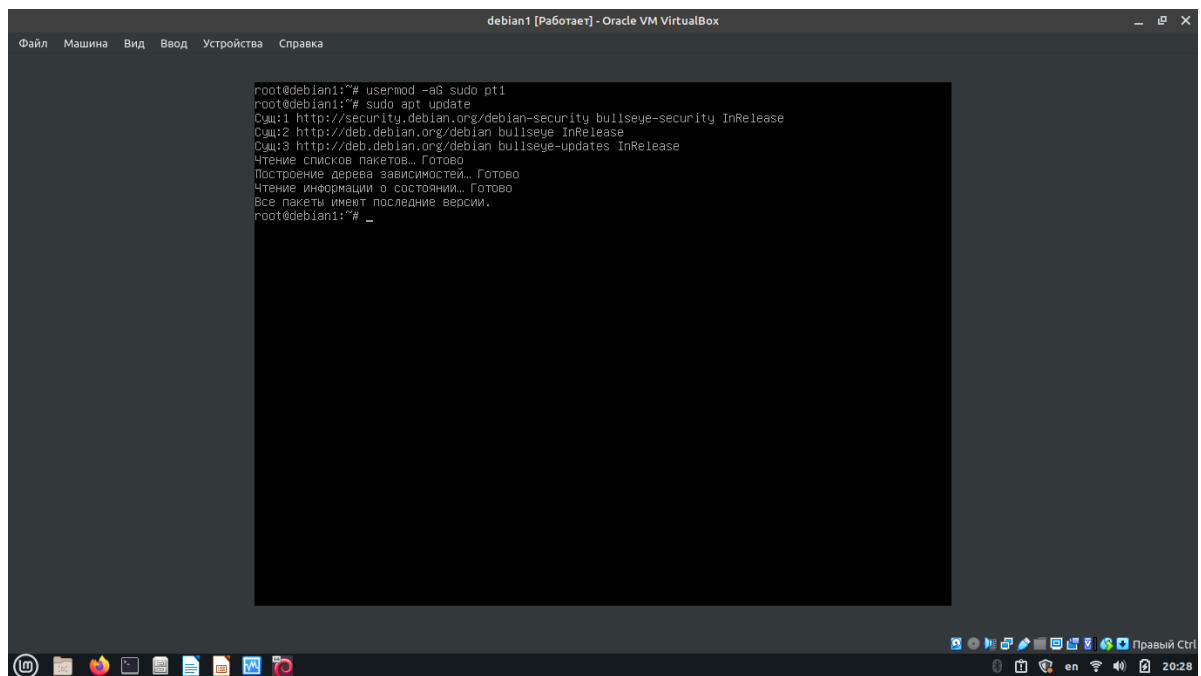 debian1 [Работает] - Oracle VM VirtualBox
Файл Машина Вид Ввод Устройства Справка
root@debian1:~# usermod -aG sudo pt1
root@debian1:~# sudo apt update
Сущ:1 http://security.debian.org/debian-security bullseye-security InRelease
Сущ:2 http://deb.debian.org/debian bullseye InRelease
Сущ:3 http://deb.debian.org/debian bullseye-updates InRelease
Чтение списков пакетов… Готово
Построение дерева зависимостей… Готово
Чтение информации о состоянии… Готово
Все пакеты имеют последние версии.
root@debian1:~# _
Правый Ctrl
en 20:28